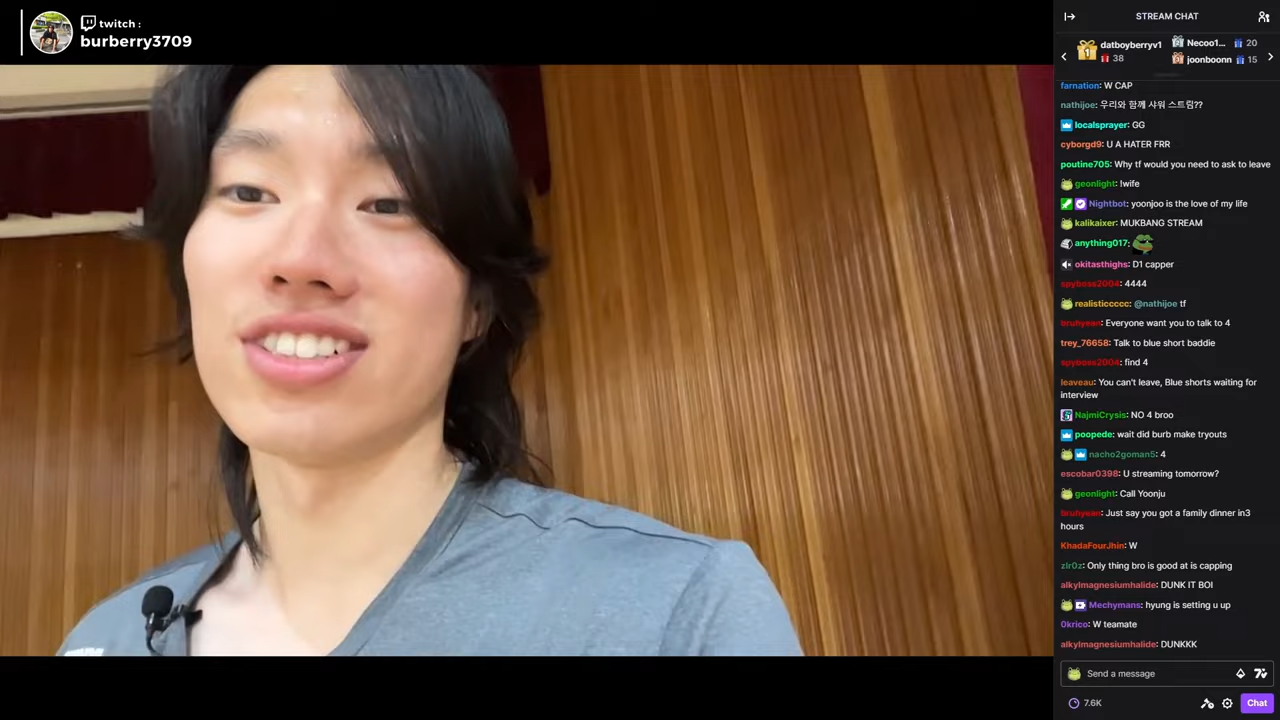 twitch :
burberry3709
STREAM CHAT
datboyberryv1
38
Necoo1... 20
joonboonn 15
farnation: W CAP
nathijoe: 우리와 함께 샤워 스트림??
localsprayer: GG
cyborgd9: U A HATER FRR
poutine705: Why tf would you need to ask to leave
geonlight: !wife
Nightbot: yoonjoo is the love of my life
kalikaixer: MUKBANG STREAM
anything017:
okitasthighs: D1 capper
spyboss2004: 4444
realisticcccc: @nathijoe tf
bruhyean: Everyone want you to talk to 4
trey_76658: Talk to blue short baddie
spyboss2004: find 4
leaveau: You can't leave, Blue shorts waiting for
interview
NajmiCrysis: NO 4 broo
poopede: wait did burb make tryouts
nacho2goman5: 4
escobar0398: U streaming tomorrow?
geonlight: Call Yoonju
bruhyean: Just say you got a family dinner in3
hours
KhadaFourJhin: W
zlr0z: Only thing bro is good at is capping
alkylmagnesiumhalide: DUNK IT BOI
Mechymans: hyung is setting u up
0krico: W teamate
alkylmagnesiumhalide: DUNKKK
Send a message
7.6K
Chat